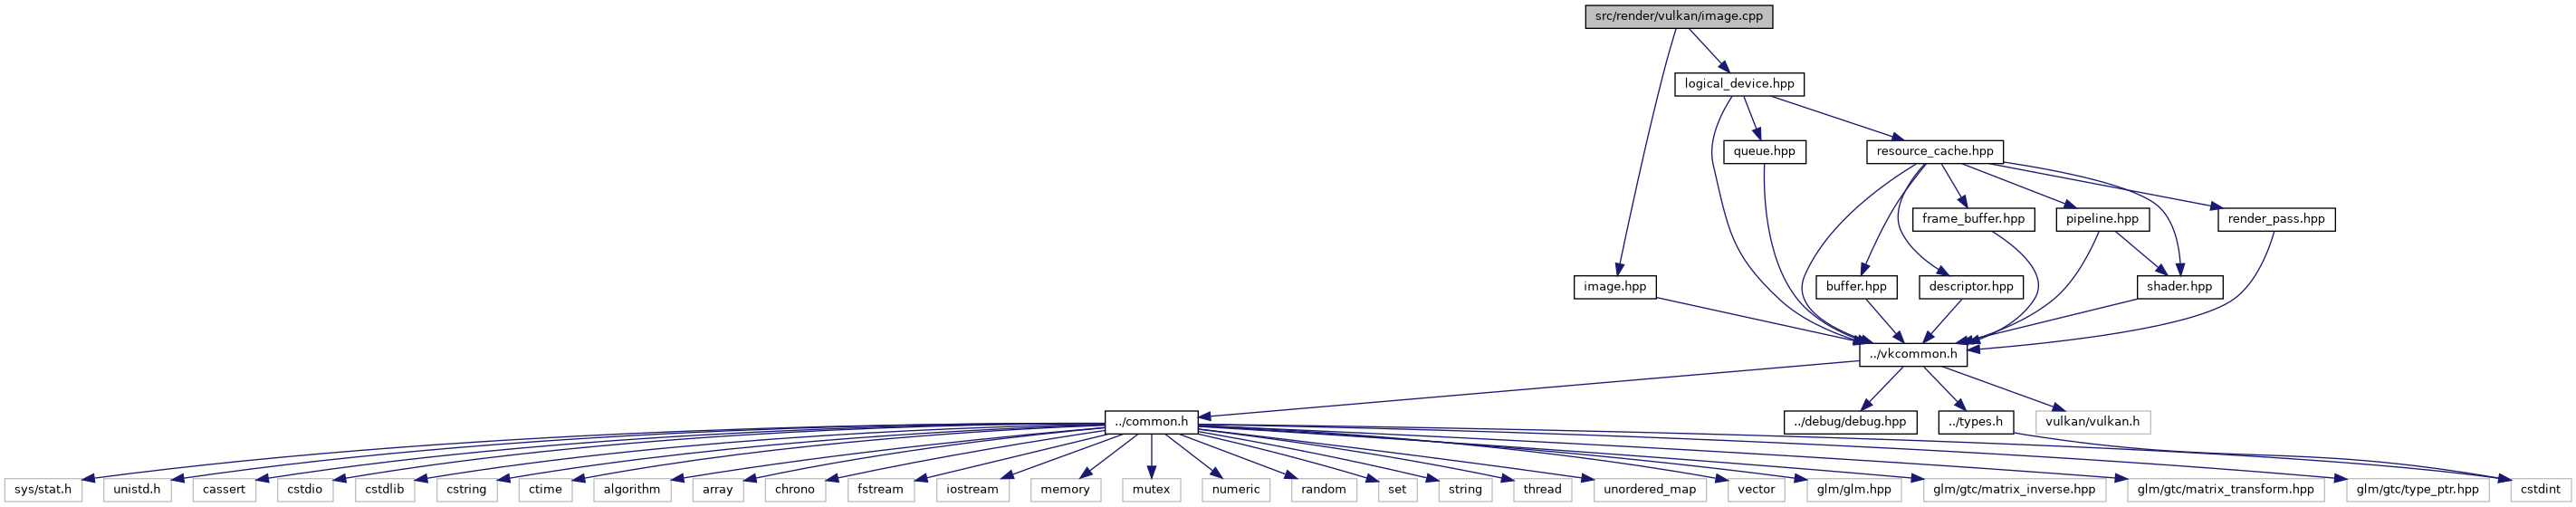 src/render/vulkan/image.cpp
logical_device.hpp
queue.hpp
resource_cache.hpp
frame_buffer.hpp
pipeline.hpp
render_pass.hpp
image.hpp
buffer.hpp
descriptor.hpp
shader.hpp
../vkcommon.h
../common.h
../debug/debug.hpp
../types.h
vulkan/vulkan.h
sys/stat.h
unistd.h
cassert
cstdio
cstdlib
cstring
ctime
algorithm
array
chrono
fstream
iostream
memory
mutex
numeric
random
set
string
thread
unordered_map
vector
glm/glm.hpp
glm/gtc/matrix_inverse.hpp
glm/gtc/matrix_transform.hpp
glm/gtc/type_ptr.hpp
cstdint